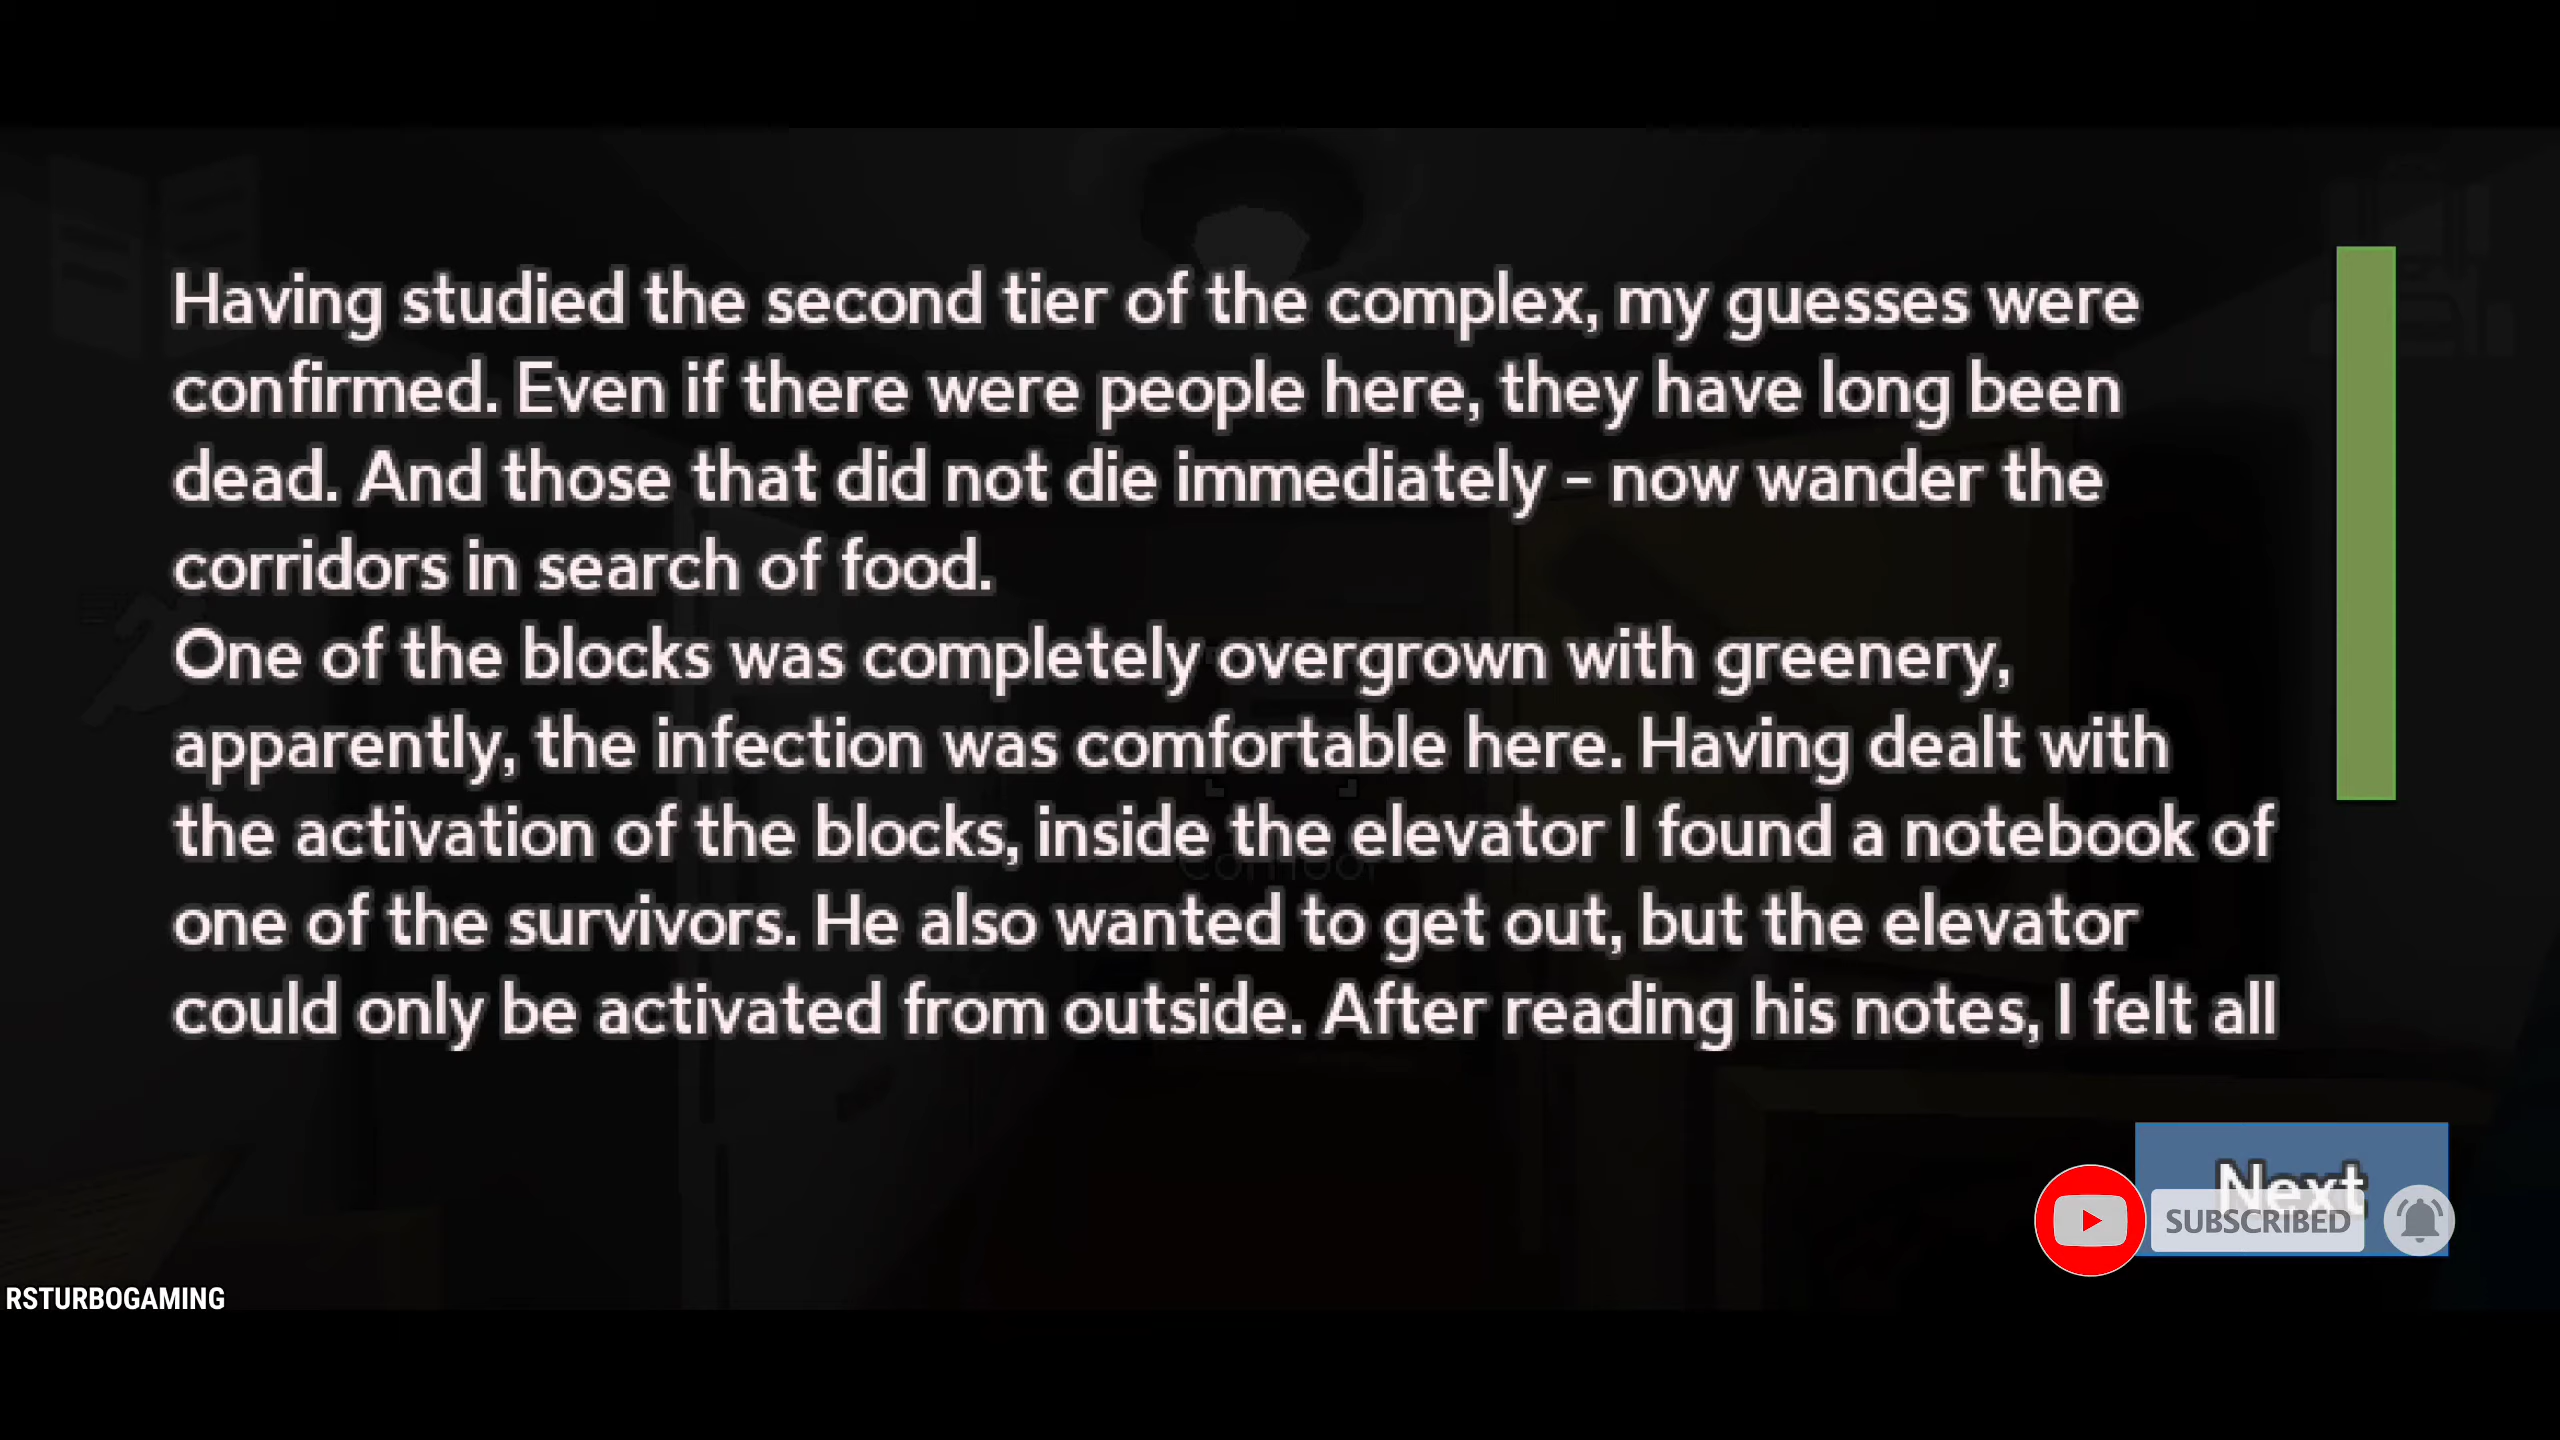 Having studied the second tier of the complex, my guesses were
confirmed. Even if there were people here, they have long been
dead. And those that did not die immediately - now wander the
corridors in search of food.
One of the blocks was completely overgrown with greenery,
apparently, the infection was comfortable here. Having dealt with
the activation of the blocks, inside the elevator I found a notebook of
one of the survivors. He also wanted to get out, but the elevator
could only be activated from outside. After reading his notes, I felt all
Corridor
Next
SUBSCRIBED
RSTURBOGAMING